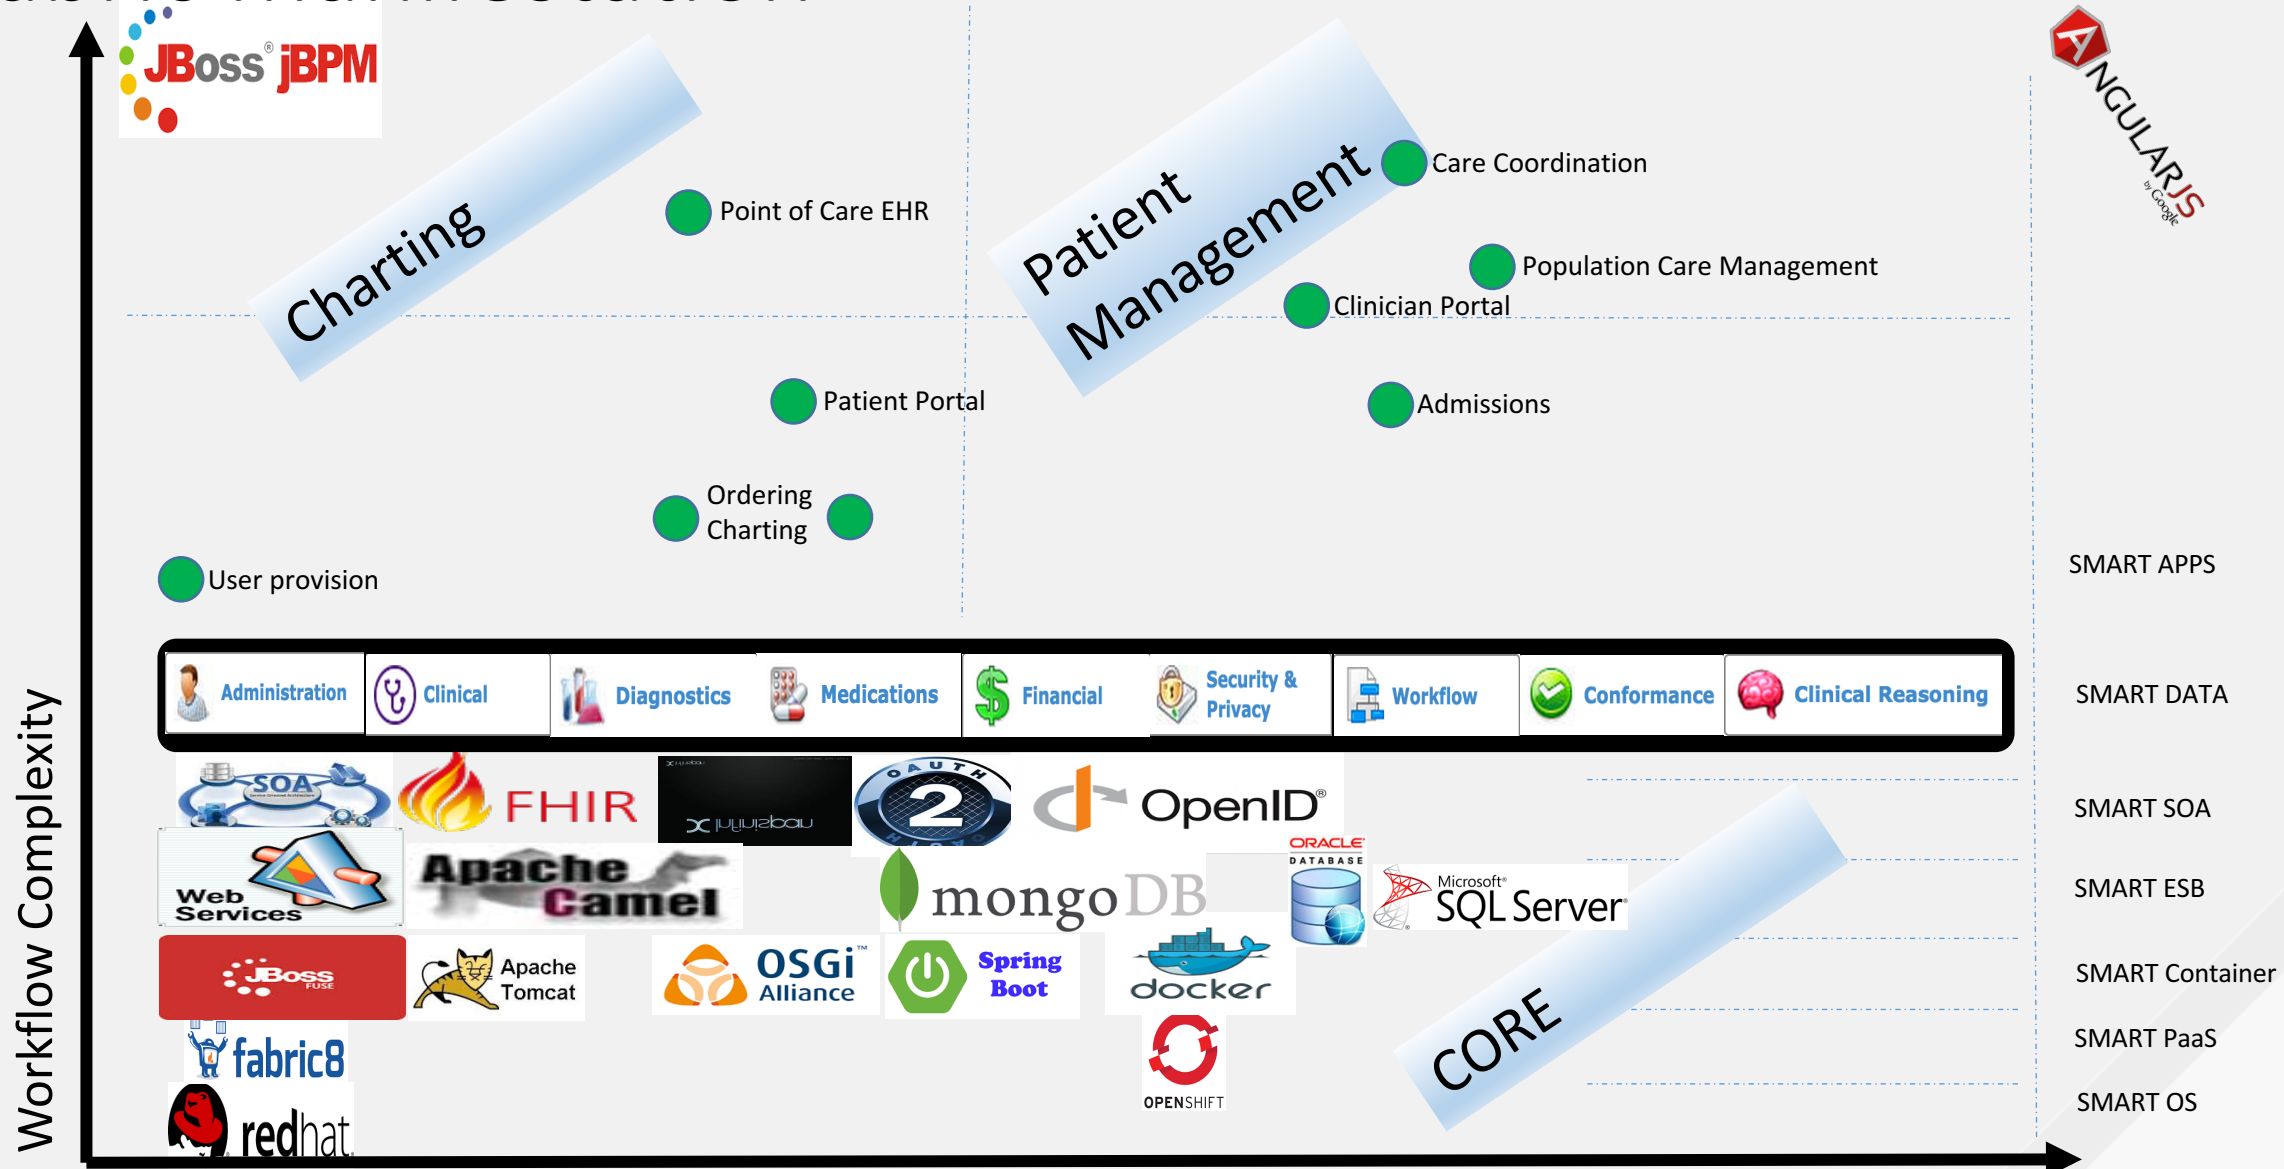 JBoss® jBPM
ANGULARJS
by Google
Charting
Patient
Management
Care Coordination
Point of Care EHR
Population Care Management
Clinician Portal
Patient Portal
Admissions
Ordering
Charting
User provision
SMART APPS
Administration
Clinical
Diagnostics
Medications
Financial
Security &
Privacy
Workflow
Conformance
Clinical Reasoning
SMART DATA
SOA
FHIR
OAUTH
2
OpenID®
SMART SOA
Web
Services
Apache
Camel
mongoDB
ORACLE
DATABASE
Microsoft®
SQL Server
SMART ESB
JBoss
FUSE
Apache
Tomcat
OSGi™
Alliance
Spring
Boot
docker
SMART Container
fabric8
OPENSHIFT
CORE
SMART PaaS
redhat
SMART OS
Workflow Complexity